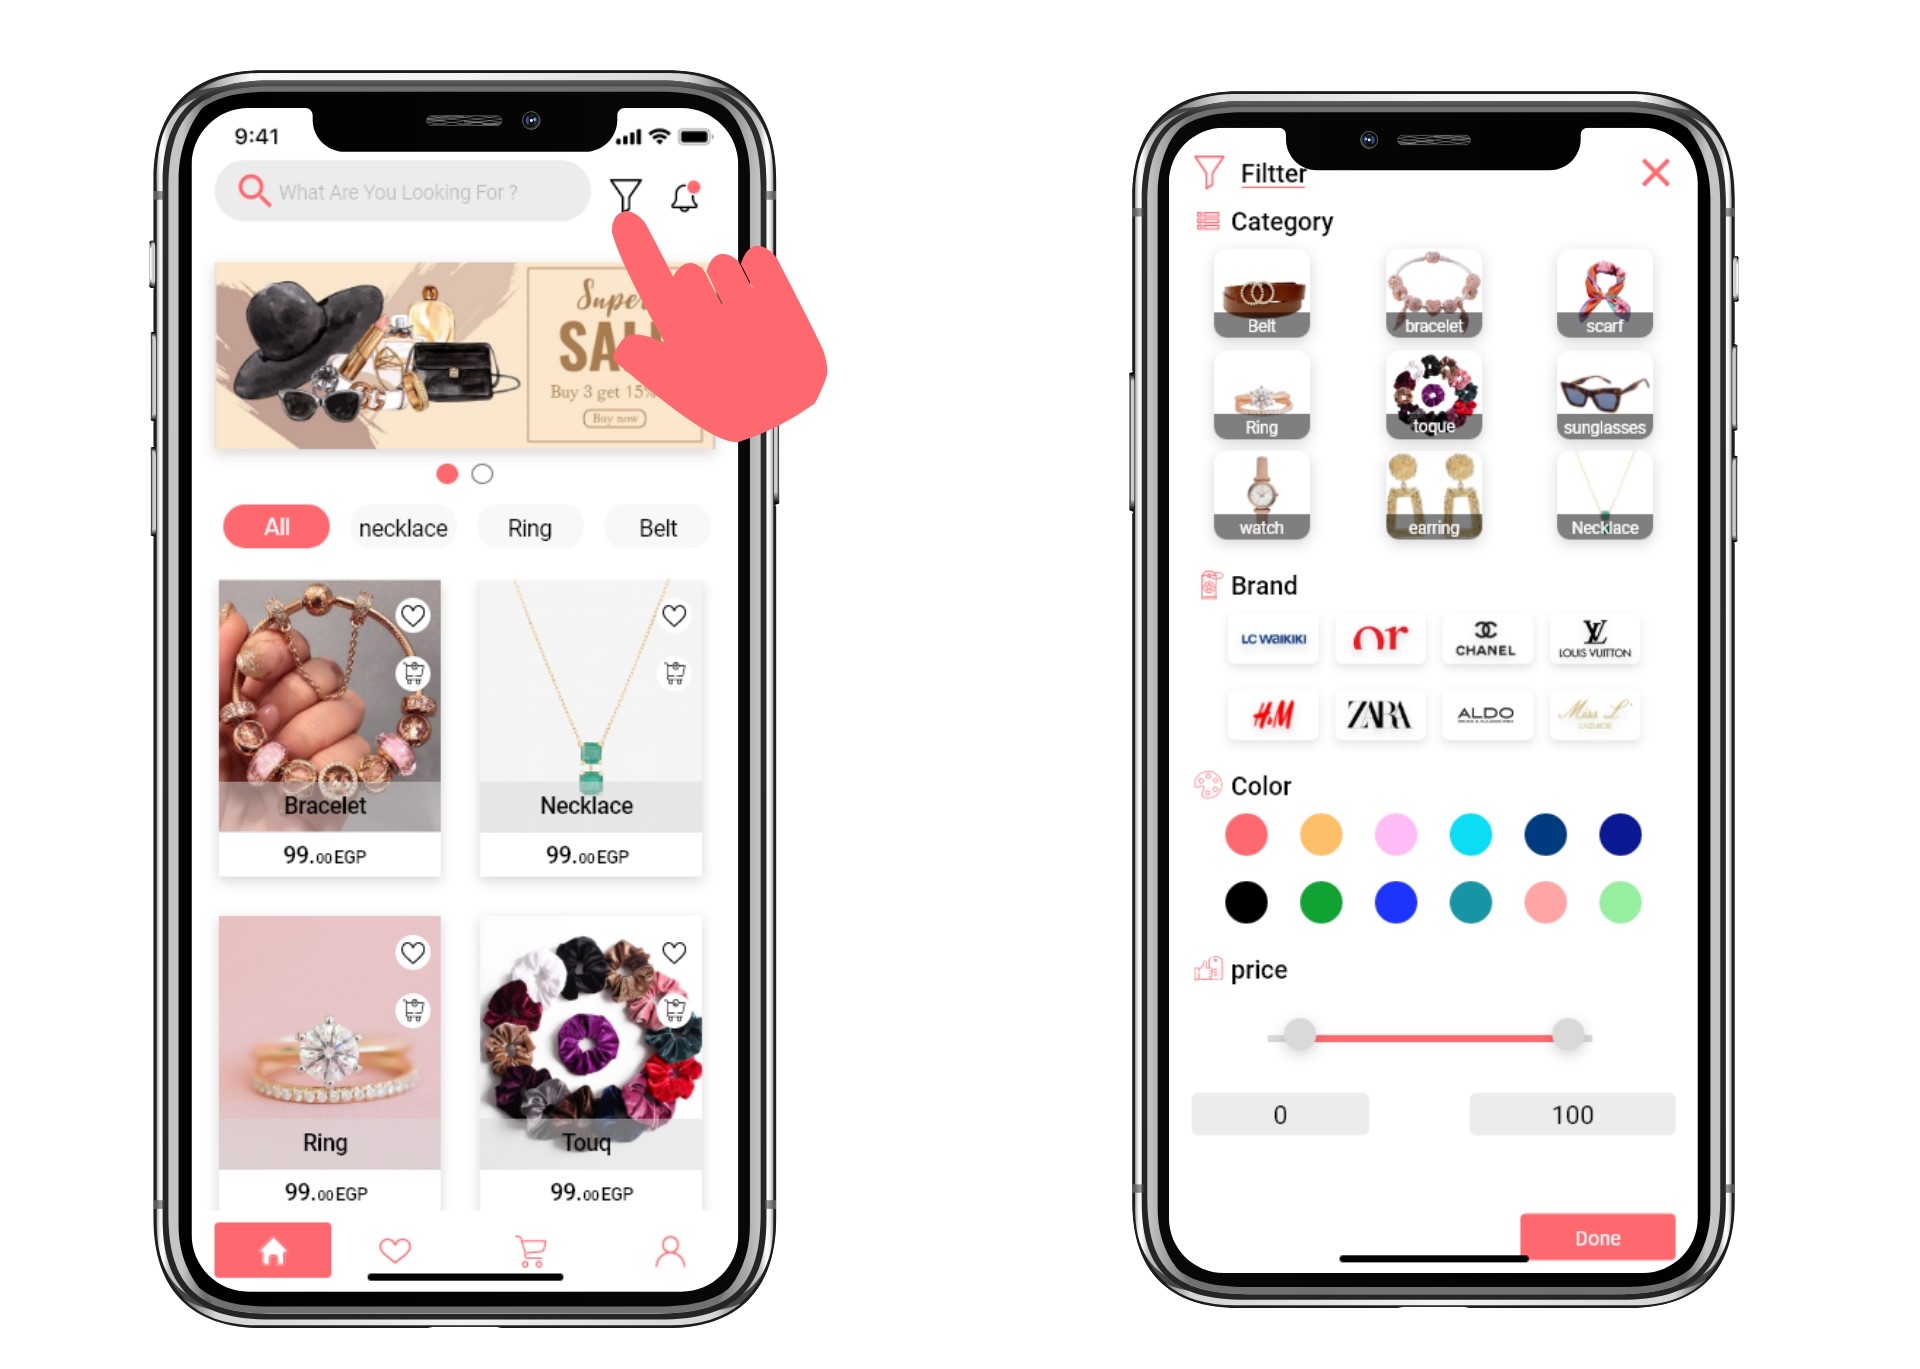 9:41
What Are You Looking For ?
Super
SAL
Buy 3 get 15%
Buy now
All
necklace
Ring
Belt
Bracelet
99.00EGP
Necklace
99.00EGP
Ring
99.00EGP
Touq
99.00EGP
Filtter
Category
Belt
bracelet
scarf
Ring
toque
sunglasses
watch
earring
Necklace
Brand
LC WAIKIKI
or
CHANEL
LOUIS VUITTON
H&M
ZARA
ALDO
Miss L'
L'AZURDE
Color
price
0
100
Done